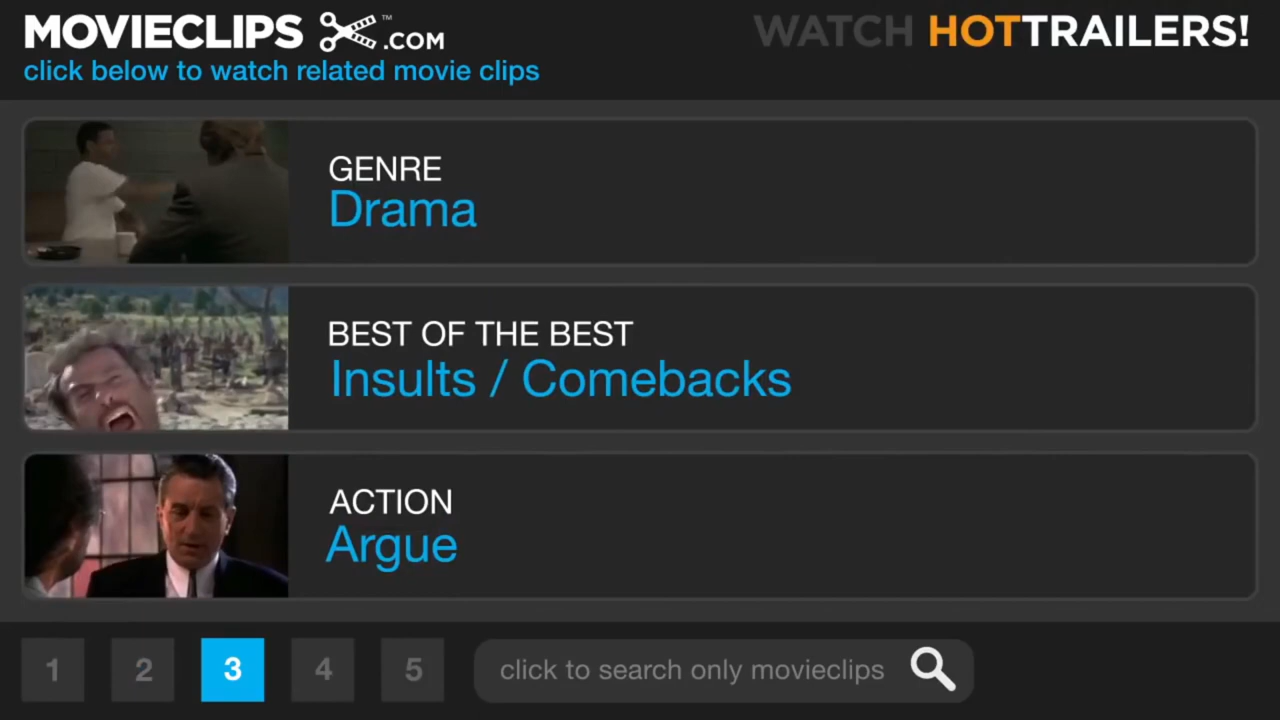 MOVIECLIPS ™ .COM
WATCH HOTTRAILERS!
click below to watch related movie clips
GENRE
Drama
BEST OF THE BEST
Insults / Comebacks
ACTION
Argue
1 2 3 4 5 click to search only movieclips